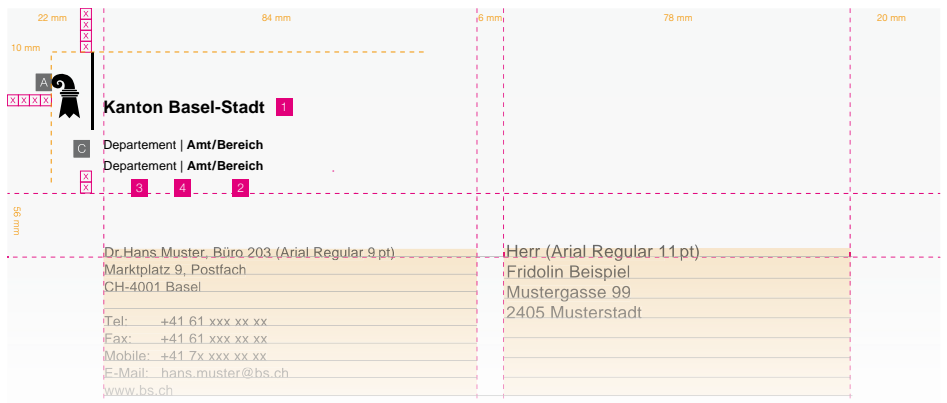 22 mm
84 mm
6 mm
78 mm
20 mm
X
X
X
X
10 mm
A
X X X X
Kanton Basel-Stadt 1
C
Departement | Amt/Bereich
Departement | Amt/Bereich
X
X
3 4 2
56 mm
Dr.Hans Muster, Büro 203 (Arial Regular 9 pt)
Marktplatz 9, Postfach
CH-4001 Basel
Tel: +41 61 xxx xx xx
Fax: +41 61 xxx xx xx
Mobile: +41 7x xxx xx xx
E-Mail: hans.muster@bs.ch
www.bs.ch
Herr (Arial Regular 11 pt)
Fridolin Beispiel
Mustergasse 99
2405 Musterstadt